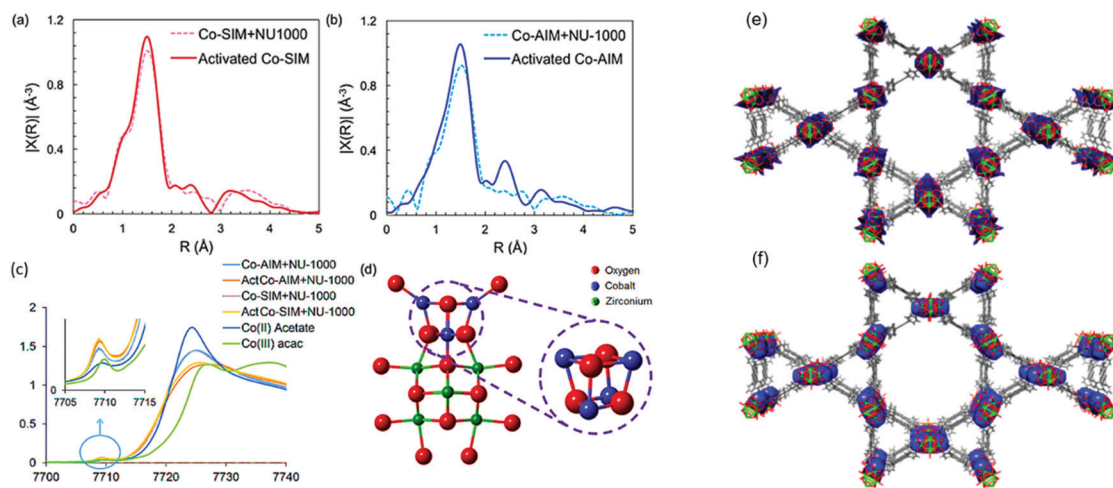 (a)
|X(R)| (Å-3)
1.2
0.8
0.4
0
0 1 2 3 4 5
R (Å)
Co-SIM+NU1000
Activated Co-SIM
(b)
|X(R)| (Å-3)
1.2
0.8
0.4
0
0 1 2 3 4 5
R (Å)
Co-AIM+NU-1000
Activated Co-AIM
(c)
Co-AIM+NU-1000
ActCo-AIM+NU-1000
Co-SIM+NU-1000
ActCo-SIM+NU-1000
Co(II) Acetate
Co(III) acac
2
1.5
1
0.5
0
7705 7710 7715
7700 7710 7720 7730 7740
(d)
Oxygen
Cobalt
Zirconium
(e)
(f)